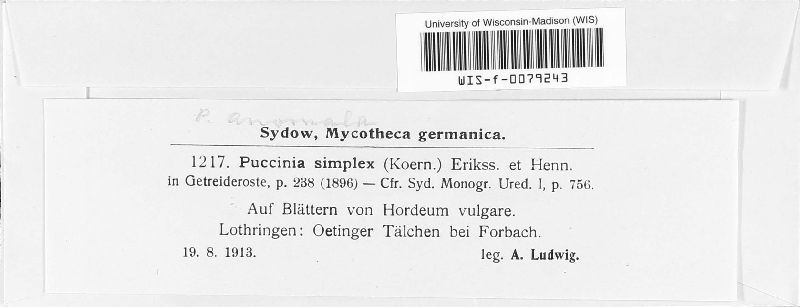 University of Wisconsin-Madison (WIS)
WIS-f-0079243
P. anomala
Sydow, Mycotheca germanica.
1217. Puccinia simplex (Koern.) Erikss. et Henn.
in Getreideroste, p. 238 (1896) — Cfr. Syd. Monogr. Ured. I, p. 756.
Auf Blättern von Hordeum vulgare.
Lothringen: Oetinger Tälchen bei Forbach.
19. 8. 1913. leg. A. Ludwig.